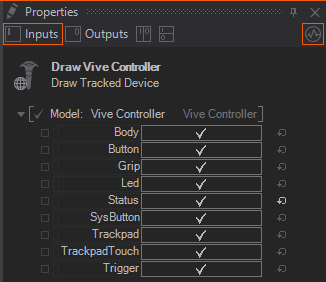 Properties
Inputs Outputs
Draw Vive Controller
Draw Tracked Device
Model: Vive Controller Vive Controller
Body
Button
Grip
Led
Status
SysButton
Trackpad
TrackpadTouch
Trigger